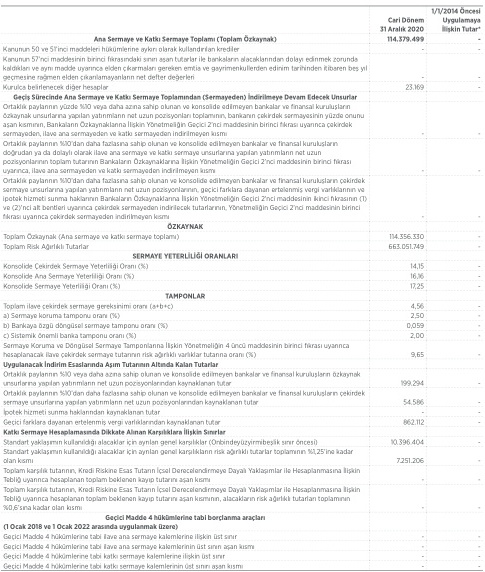 Cari Dönem
31 Aralık 2020
1/1/2014 Öncesi
Uygulamaya
İlişkin Tutar*
Ana Sermaye ve Katkı Sermaye Toplamı (Toplam Özkaynak) 114.379.499 -
Kanunun 50 ve 51'inci maddeleri hükümlerine aykırı olarak kullandırılan krediler - -
Kanunun 57'nci maddesinin birinci fıkrasındaki sınırı aşan tutarlar ile bankaların alacaklarından dolayı edinmek zorunda
kaldıkları ve aynı madde uyarınca elden çıkarmaları gereken emtia ve gayrimenkullerden edinim tarihinden itibaren beş yıl
geçmesine rağmen elden çıkarılamayanların net defter değerleri - -
Kurulca belirlenecek diğer hesaplar 23.169 -
Geçiş Sürecinde Ana Sermaye ve Katkı Sermaye Toplamından (Sermayeden) İndirilmeye Devam Edecek Unsurlar
Ortaklık paylarının yüzde %10 veya daha azına sahip olunan ve konsolide edilmeyen bankalar ve finansal kuruluşların
özkaynak unsurlarına yapılan yatırımların net uzun pozisyonları toplamının, bankanın çekirdek sermayesinin yüzde onunu
aşan kısmının, Bankaların Özkaynaklarına İlişkin Yönetmeliğin Geçici 2'nci maddesinin birinci fıkrası uyarınca çekirdek
sermayeden, ilave ana sermayeden ve katkı sermayeden indirilmeyen kısmı - -
Ortaklık paylarının %10'dan daha fazlasına sahip olunan ve konsolide edilmeyen bankalar ve finansal kuruluşların
doğrudan ya da dolaylı olarak ilave ana sermaye ve katkı sermaye unsurlarına yapılan yatırımların net uzun
pozisyonlarının toplam tutarının Bankaların Özkaynaklarına İlişkin Yönetmeliğin Geçici 2'nci maddesinin birinci fıkrası
uyarınca, ilave ana sermayeden ve katkı sermayeden indirilmeyen kısmı - -
Ortaklık paylarının %10'dan daha fazlasına sahip olunan ve konsolide edilmeyen bankalar ve finansal kuruluşların çekirdek
sermaye unsurlarına yapılan yatırımların net uzun pozisyonlarının, geçici farklara dayanan ertelenmiş vergi varlıklarının ve
ipotek hizmeti sunma haklarının Bankaların Özkaynaklarına İlişkin Yönetmeliğin Geçici 2'nci maddesinin ikinci fıkrasının (1)
ve (2)'nci alt bentleri uyarınca çekirdek sermayeden indirilecek tutarlarının, Yönetmeliğin Geçici 2'nci maddesinin birinci
fıkrası uyarınca çekirdek sermayeden indirilmeyen kısmı - -
ÖZKAYNAK
Toplam Özkaynak (Ana sermaye ve katkı sermaye toplamı) 114.356.330 -
Toplam Risk Ağırlıklı Tutarlar 663.051.749 -
SERMAYE YETERLİLİĞİ ORANLARI
Konsolide Çekirdek Sermaye Yeterliliği Oranı (%) 14,15 -
Konsolide Ana Sermaye Yeterliliği Oranı (%) 16,16 -
Konsolide Sermaye Yeterliliği Oranı (%) 17,25 -
TAMPONLAR
Toplam ilave çekirdek sermaye gereksinimi oranı (a+b+c) 4,56 -
a) Sermaye koruma tamponu oranı (%) 2,50 -
b) Bankaya özgü döngüsel sermaye tamponu oranı (%) 0,059 -
c) Sistemik önemli banka tamponu oranı (%) 2,00 -
Sermaye Koruma ve Döngüsel Sermaye Tamponlarına İlişkin Yönetmeliğin 4 üncü maddesinin birinci fıkrası uyarınca
hesaplanacak ilave çekirdek sermaye tutarının risk ağırlıklı varlıklar tutarına oranı (%) 9,65 -
Uygulanacak İndirim Esaslarında Aşım Tutarının Altında Kalan Tutarlar
Ortaklık paylarının %10 veya daha azına sahip olunan ve konsolide edilmeyen bankalar ve finansal kuruluşların özkaynak
unsurlarına yapılan yatırımların net uzun pozisyonlarından kaynaklanan tutar 199.294 -
Ortaklık paylarının %10'dan daha fazlasına sahip olunan ve konsolide edilmeyen bankalar ve finansal kuruluşların çekirdek
sermaye unsurlarına yapılan yatırımların net uzun pozisyonlarından kaynaklanan tutar 54.586 -
İpotek hizmeti sunma haklarından kaynaklanan tutar - -
Geçici farklara dayanan ertelenmiş vergi varlıklarından kaynaklanan tutar 862.112 -
Katkı Sermaye Hesaplamasında Dikkate Alınan Karşılıklara İlişkin Sınırlar
Standart yaklaşımın kullanıldığı alacaklar için ayrılan genel karşılıklar (Onbindeyüzyirmibeşlik sınır öncesi) 10.396.404 -
Standart yaklaşımın kullanıldığı alacaklar için ayrılan genel karşılıkların risk ağırlıklı tutarlar toplamının %1,25'ine kadar
olan kısmı 7.251.206 -
Toplam karşılık tutarının, Kredi Riskine Esas Tutarın İçsel Derecelendirmeye Dayalı Yaklaşımlar ile Hesaplanmasına İlişkin
Tebliğ uyarınca hesaplanan toplam beklenen kayıp tutarını aşan kısmı - -
Toplam karşılık tutarının, Kredi Riskine Esas Tutarın İçsel Derecelendirmeye Dayalı Yaklaşımlar ile Hesaplanmasına İlişkin
Tebliğ uyarınca hesaplanan toplam beklenen kayıp tutarını aşan kısmının, alacakların risk ağırlıklı tutarları toplamının
%0,6'sına kadar olan kısmı - -
Geçici Madde 4 hükümlerine tabi borçlanma araçları
(1 Ocak 2018 ve 1 Ocak 2022 arasında uygulanmak üzere)
Geçici Madde 4 hükümlerine tabi ilave ana sermaye kalemlerine ilişkin üst sınır - -
Geçici Madde 4 hükümlerine tabi ilave ana sermaye kalemlerinin üst sınırı aşan kısmı - -
Geçici Madde 4 hükümlerine tabi katkı sermaye kalemlerine ilişkin üst sınır - -
Geçici Madde 4 hükümlerine tabi katkı sermaye kalemlerinin üst sınırı aşan kısmı - -